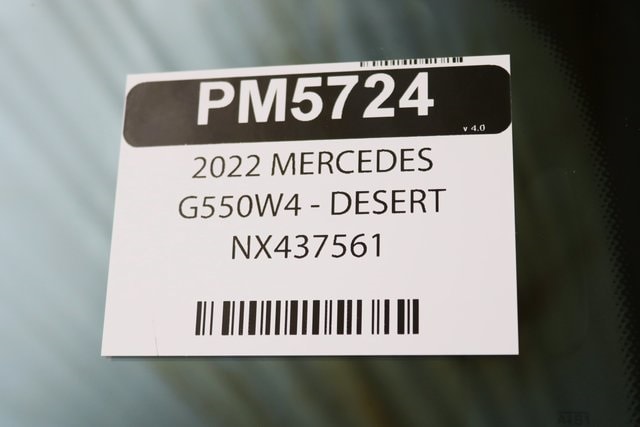 PM5724
v 4.0
2022 MERCEDES
G550W4 - DESERT
NX437561